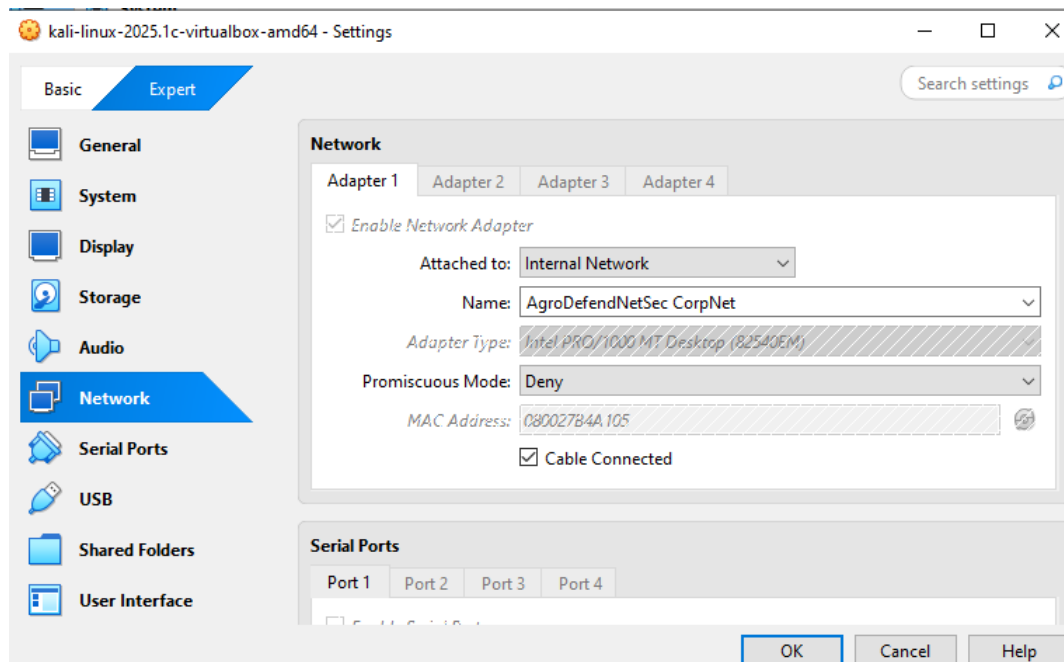 kali-linux-2025.1c-virtualbox-amd64 - Settings
Basic Expert
Search settings
General
System
Display
Storage
Audio
Network
Serial Ports
USB
Shared Folders
User Interface
Network
Adapter 1 Adapter 2 Adapter 3 Adapter 4
Enable Network Adapter
Attached to: Internal Network
Name: AgroDefendNetSec CorpNet
Adapter Type: Intel PRO/1000 MT Desktop (82540EM)
Promiscuous Mode: Deny
MAC Address: 080027B4A105
Cable Connected
Serial Ports
Port 1 Port 2 Port 3 Port 4
OK Cancel Help